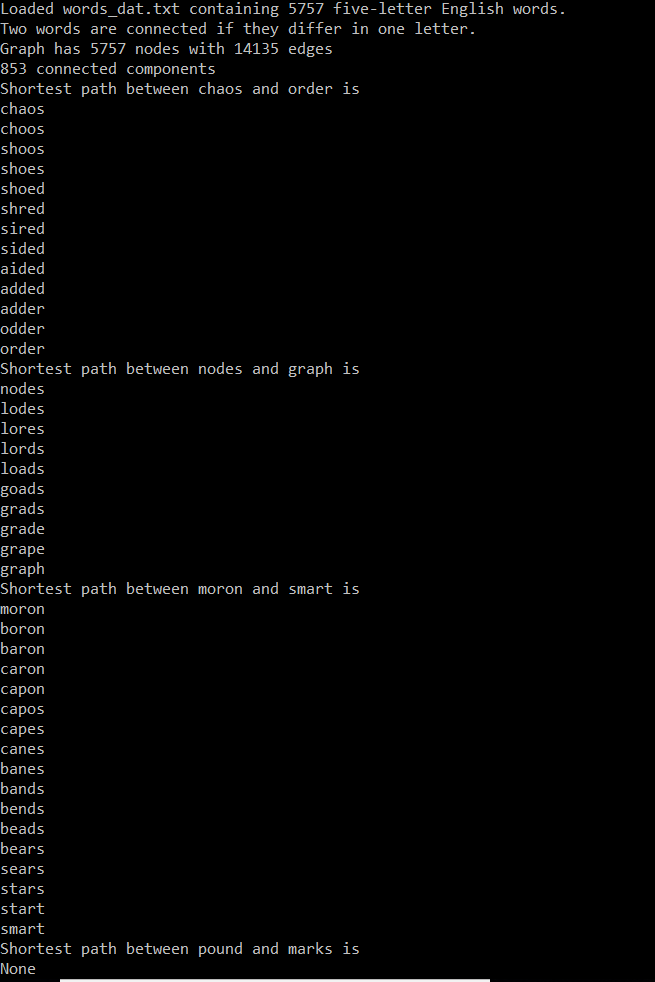 Loaded words_dat.txt containing 5757 five-letter English words.
Two words are connected if they differ in one letter.
Graph has 5757 nodes with 14135 edges
853 connected components
Shortest path between chaos and order is
chaos
choos
shoos
shoes
shoed
shred
sired
sided
aided
added
adder
odder
order
Shortest path between nodes and graph is
nodes
lodes
lores
lords
loads
goads
grads
grade
grape
graph
Shortest path between moron and smart is
moron
boron
baron
caron
capon
capos
capes
canes
banes
bands
bends
beads
bears
sears
stars
start
smart
Shortest path between pound and marks is
None